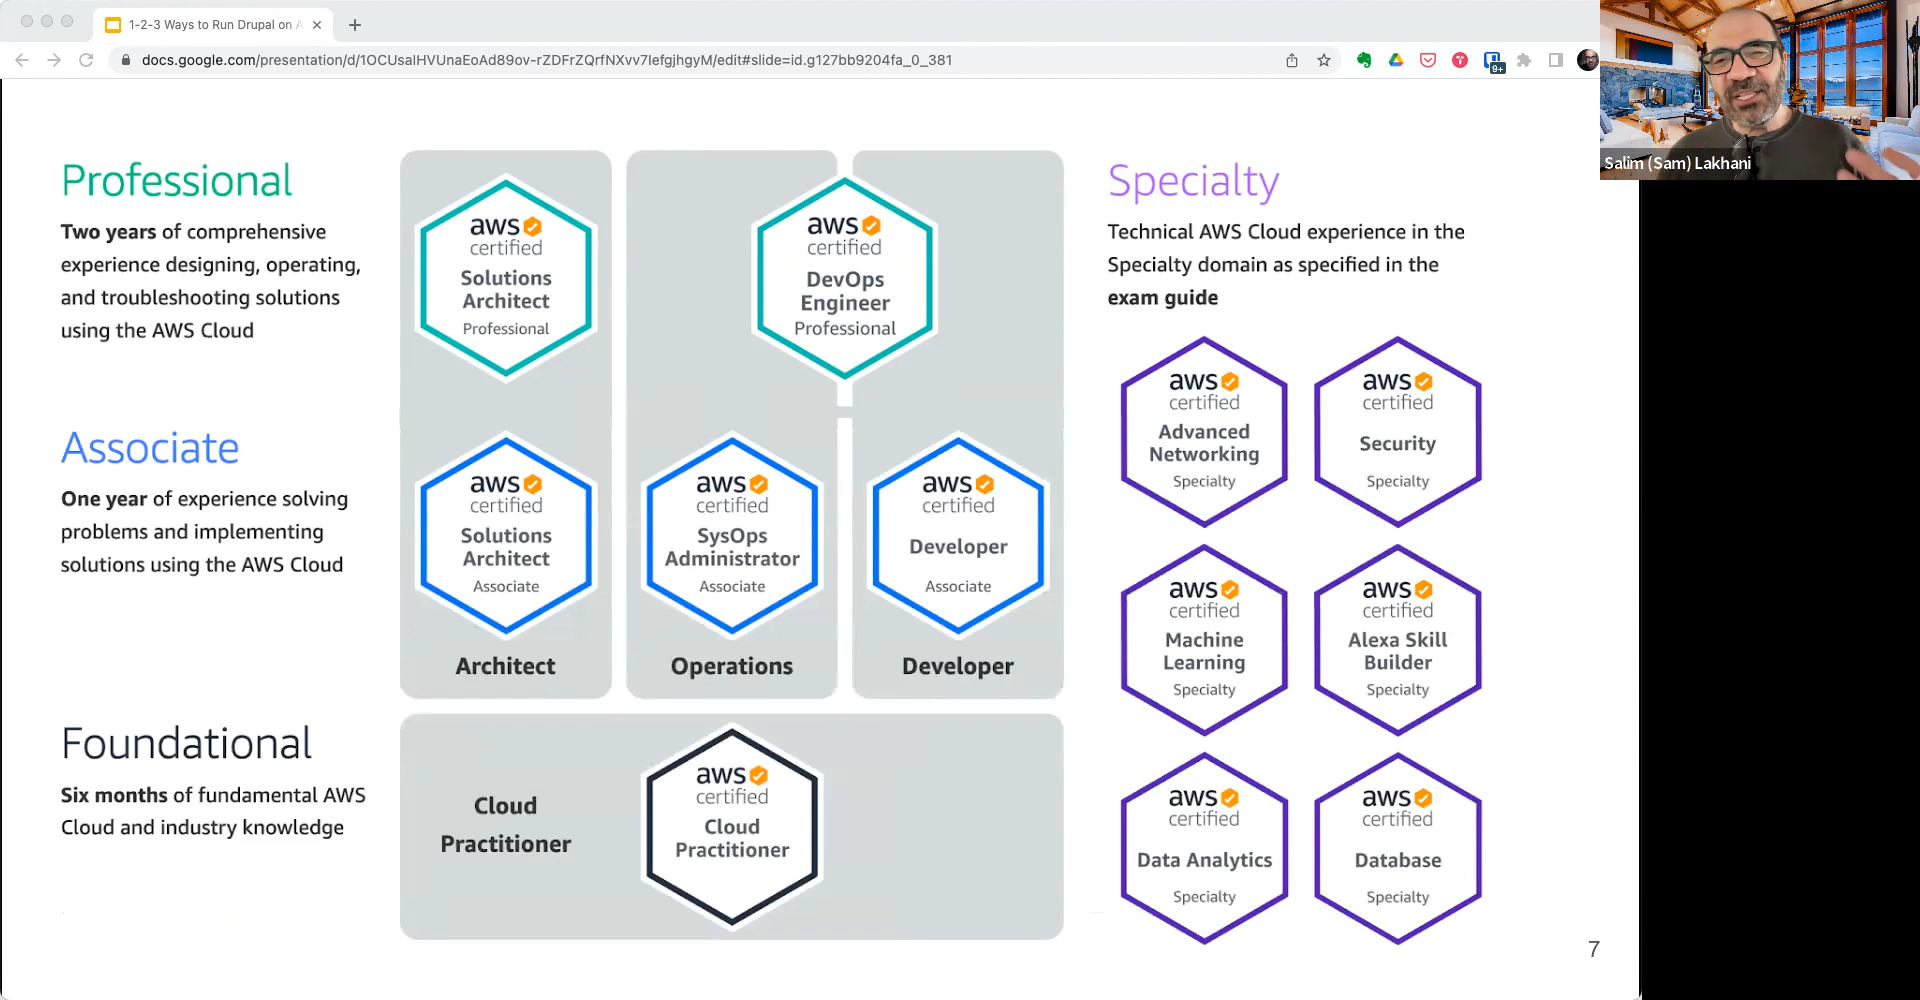 1-2-3 Ways to Run Drupal on A
docs.google.com/presentation/d/1OCUsalHVUnaEoAd89ov-rZDFrZQrfNXvv7lefgjhgyM/edit#slide=id.g127bb9204fa_0_381
9+
Salim (Sam) Lakhani
Professional
Two years of comprehensive
experience designing, operating,
and troubleshooting solutions
using the AWS Cloud
aws
certified
Solutions
Architect
Professional
aws
certified
DevOps
Engineer
Professional
Associate
One year of experience solving
problems and implementing
solutions using the AWS Cloud
aws
certified
Solutions
Architect
Associate
aws
certified
SysOps
Administrator
Associate
aws
certified
Developer
Associate
Architect
Operations
Developer
Foundational
Six months of fundamental AWS
Cloud and industry knowledge
Cloud
Practitioner
aws
certified
Cloud
Practitioner
Specialty
Technical AWS Cloud experience in the
Specialty domain as specified in the
exam guide
aws
certified
Advanced
Networking
Specialty
aws
certified
Security
Specialty
aws
certified
Machine
Learning
Specialty
aws
certified
Alexa Skill
Builder
Specialty
aws
certified
Data Analytics
Specialty
aws
certified
Database
Specialty
7